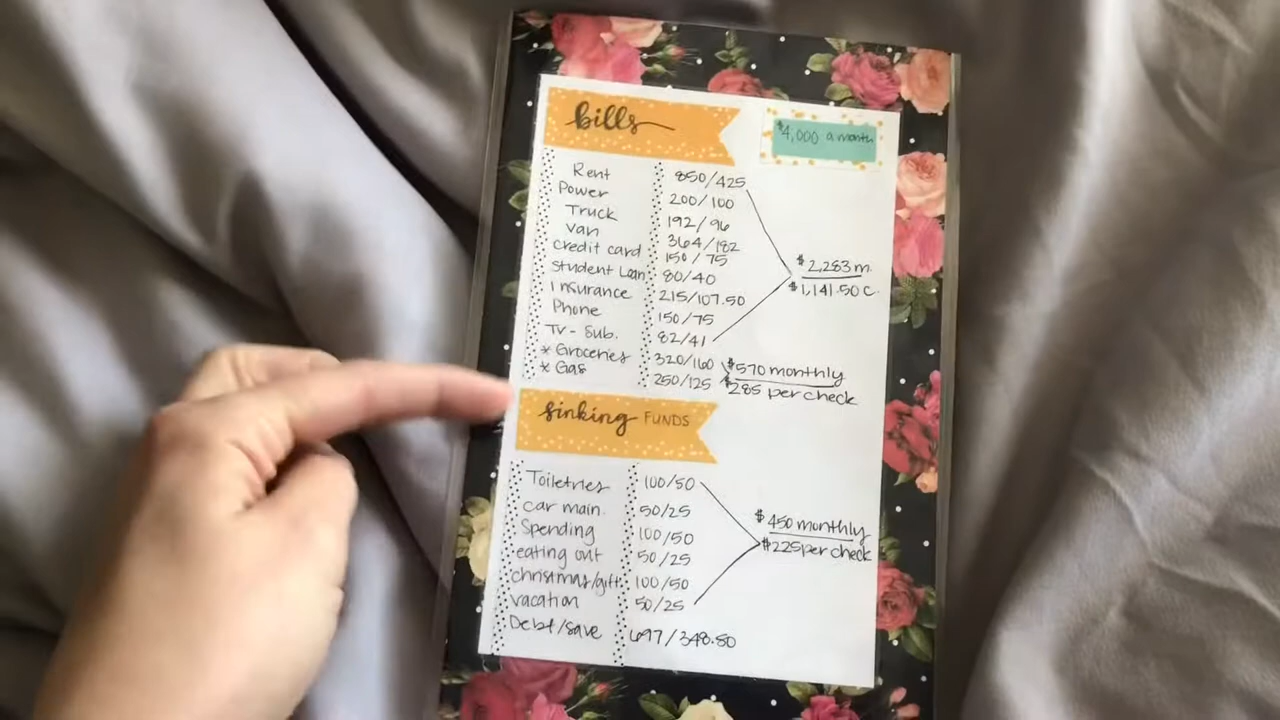 bills
$4,000 a month
Rent 850/425
Power 200/100
Truck 192/96
Van 364/182
credit card 150/75
Student Loan 80/40
Insurance 215/107.50
Phone 150/75
TV - Sub. 82/41
$2,283 m.
$1,141.50 c.
* Groceries 320/160
* Gas 250/125
$570 monthly
$285 per check
sinking FUNDS
Toiletries 100/50
car main. 50/25
Spending 100/50
eating out 50/25
christmas/gift 100/50
vacation 50/25
$450 monthly
$225 per check
Debt/save 697/348.50